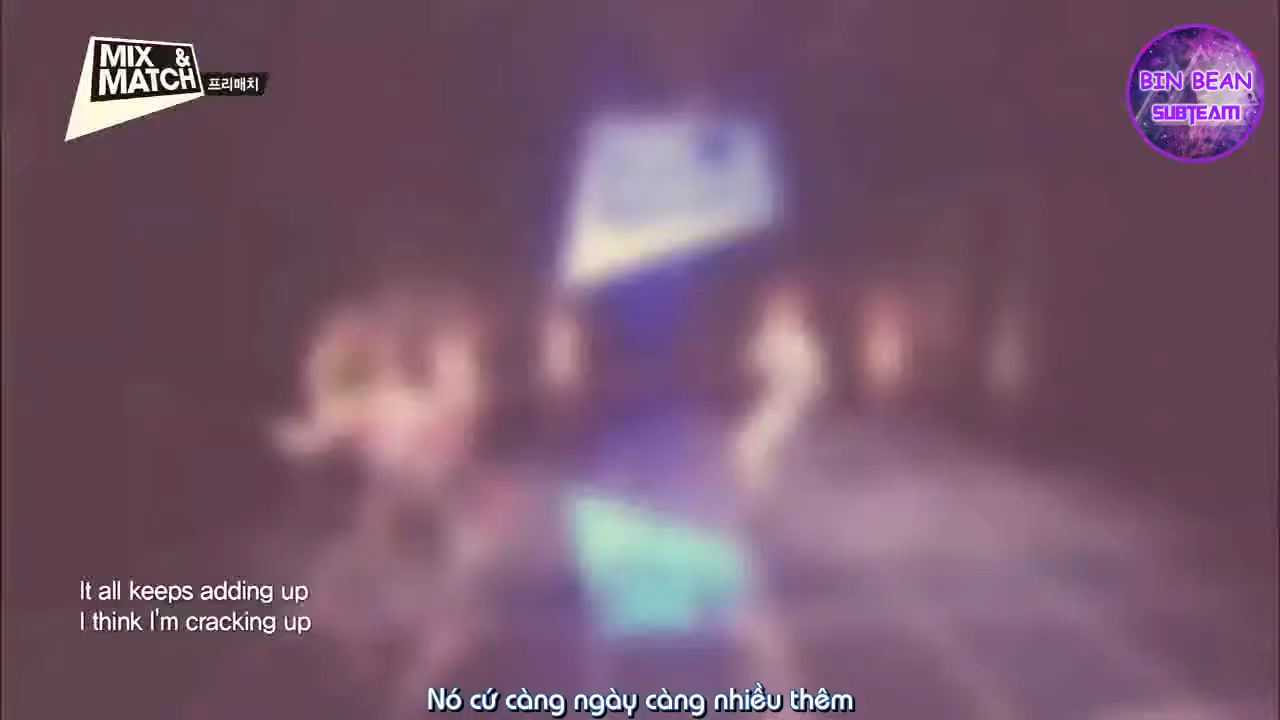 MIX &
MATCH
프리매치
BIN BEAN
SUBTEAM
It all keeps adding up
I think I'm cracking up
Nó cứ càng ngày càng nhiều thêm